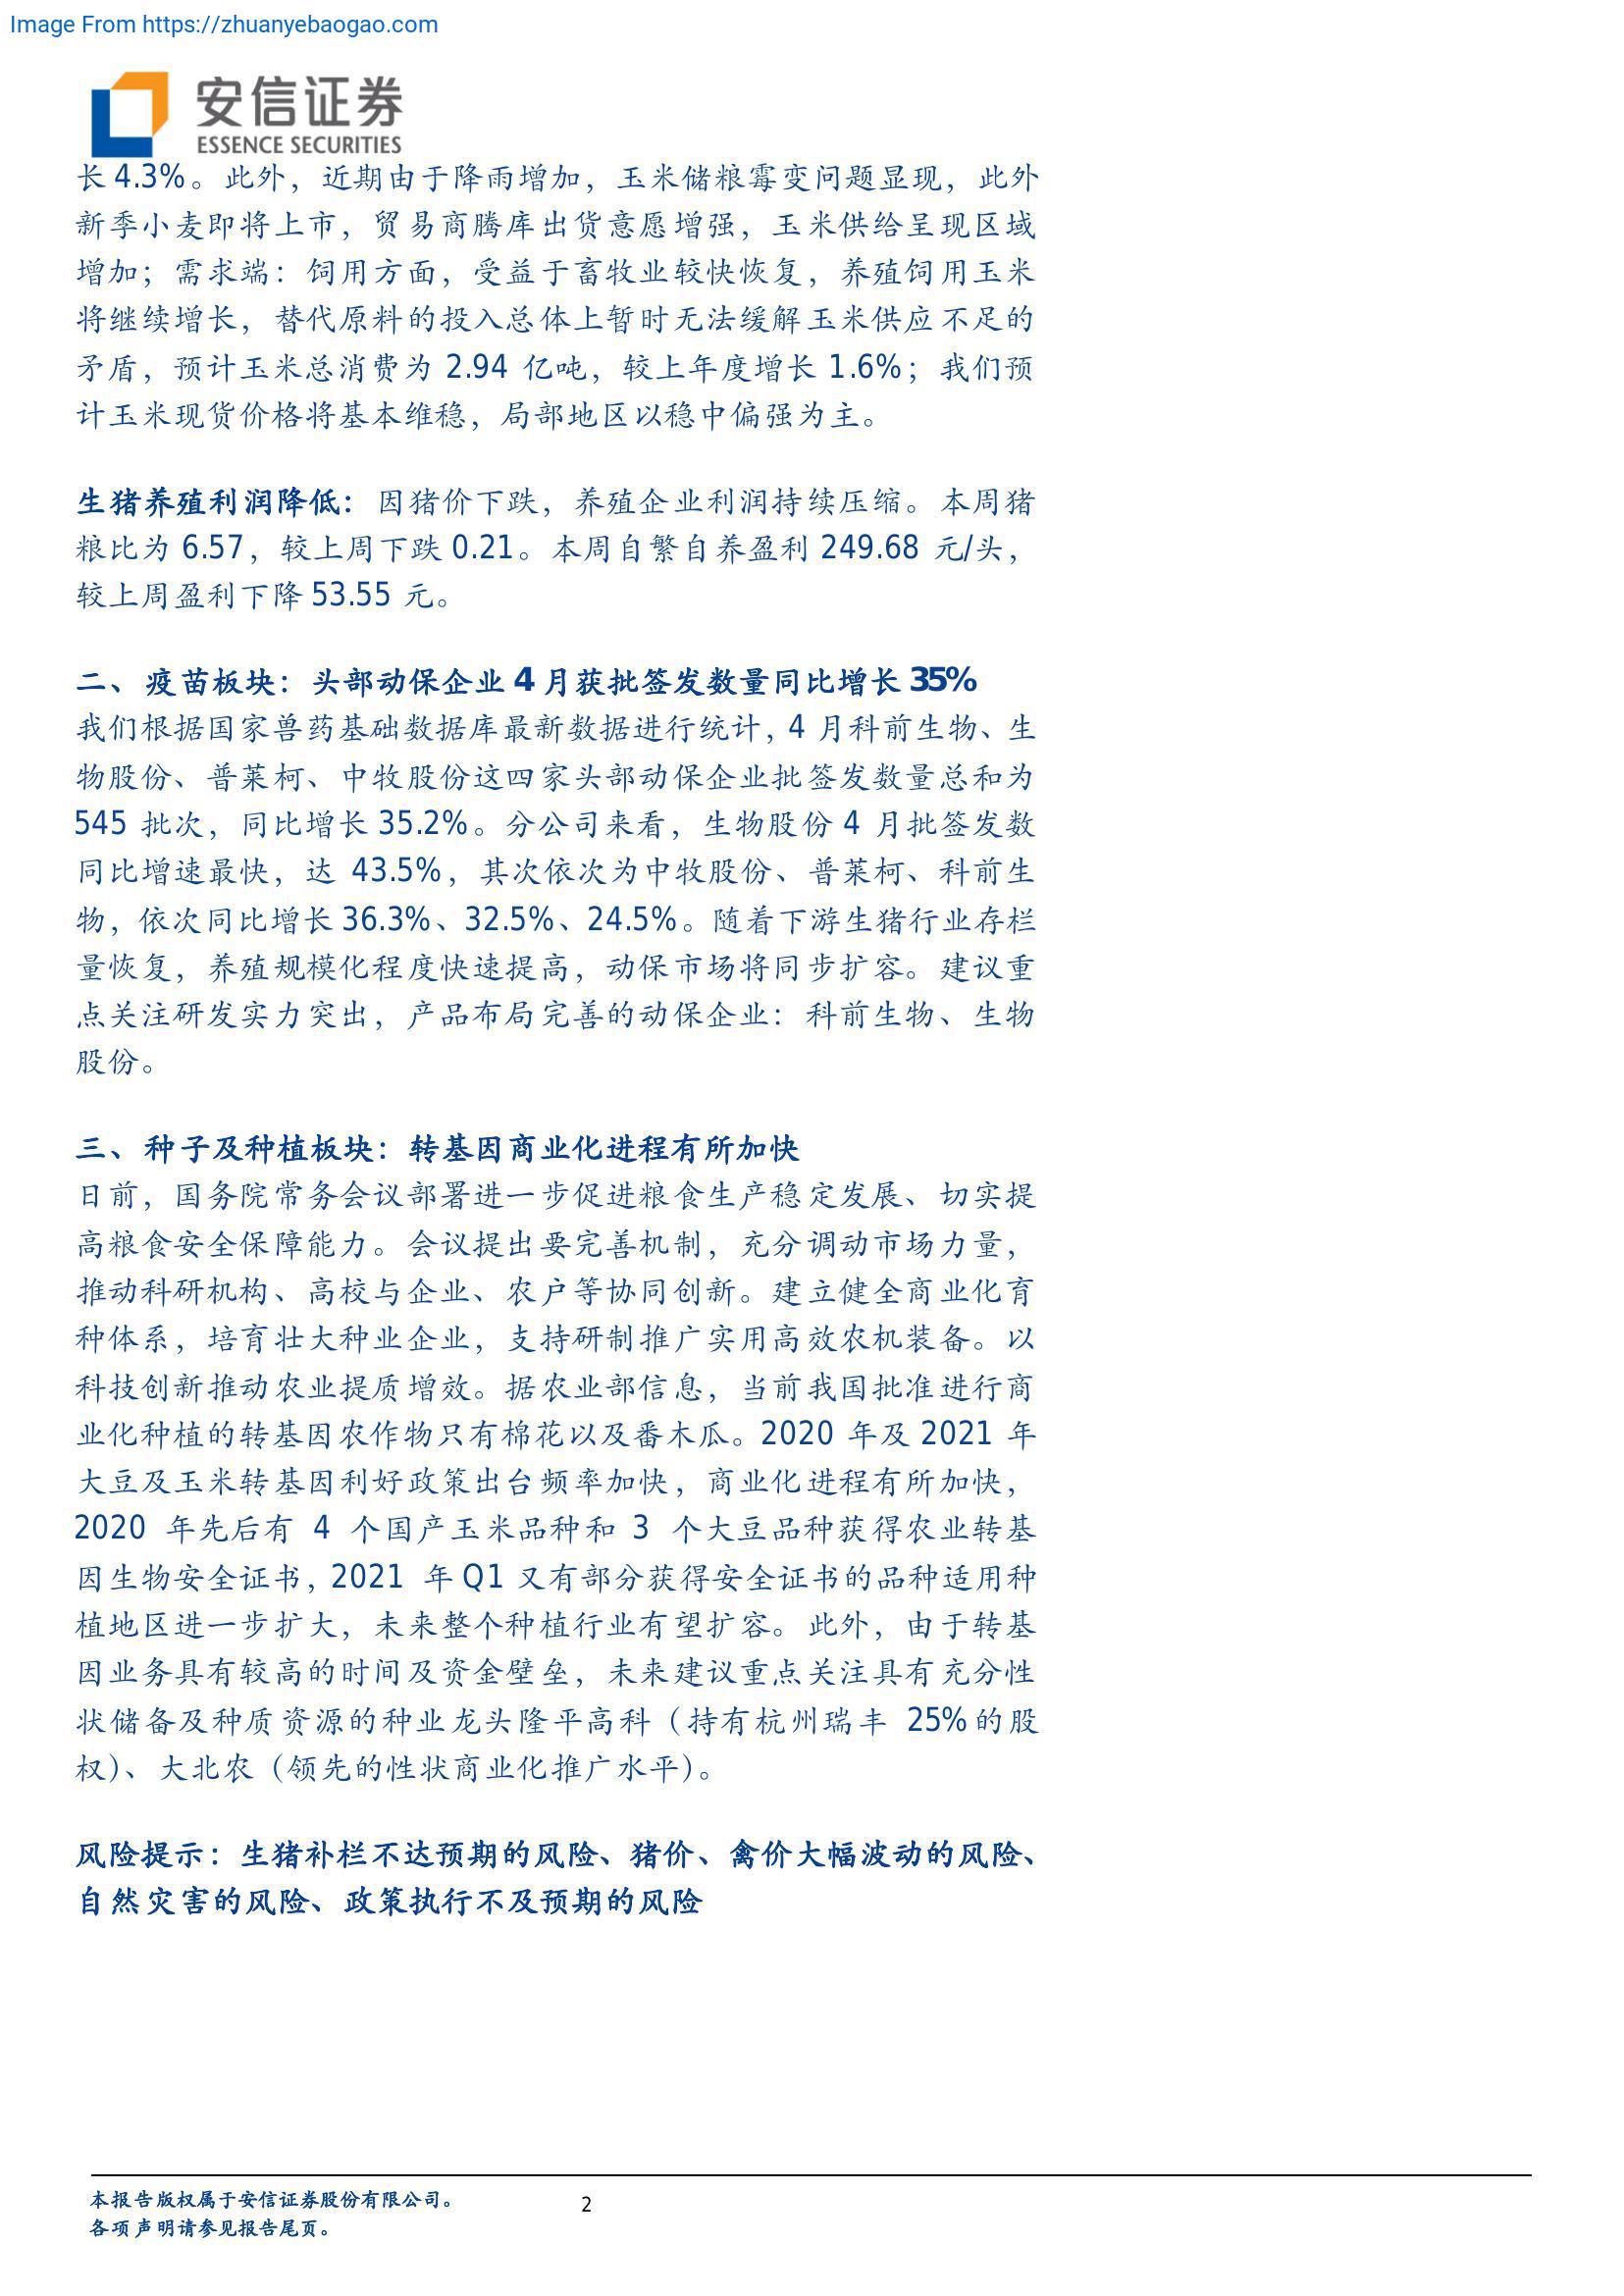 Image From https://zhuanyebaogao.com
安信证券
ESSENCE SECURITIES
长 4.3%。此外，近期由于降雨增加，玉米储粮霉变问题显现，此外
新季小麦即将上市，贸易商腾库出货意愿增强，玉米供给呈现区域
增加；需求端：饲用方面，受益于畜牧业较快恢复，养殖饲用玉米
将继续增长，替代原料的投入总体上暂时无法缓解玉米供应不足的
矛盾，预计玉米总消费为 2.94 亿吨，较上年度增长 1.6%；我们预
计玉米现货价格将基本维稳，局部地区以稳中偏强为主。
生猪养殖利润降低：因猪价下跌，养殖企业利润持续压缩。本周猪
粮比为 6.57，较上周下跌 0.21。本周自繁自养盈利 249.68 元/头，
较上周盈利下降 53.55 元。
二、疫苗板块：头部动保企业 4 月获批签发数量同比增长 35%
我们根据国家兽药基础数据库最新数据进行统计，4 月科前生物、生
物股份、普莱柯、中牧股份这四家头部动保企业批签发数量总和为
545 批次，同比增长 35.2%。分公司来看，生物股份 4 月批签发数
同比增速最快，达 43.5%，其次依次为中牧股份、普莱柯、科前生
物，依次同比增长 36.3%、32.5%、24.5%。随着下游生猪行业存栏
量恢复，养殖规模化程度快速提高，动保市场将同步扩容。建议重
点关注研发实力突出，产品布局完善的动保企业：科前生物、生物
股份。
三、种子及种植板块：转基因商业化进程有所加快
日前，国务院常务会议部署进一步促进粮食生产稳定发展、切实提
高粮食安全保障能力。会议提出要完善机制，充分调动市场力量，
推动科研机构、高校与企业、农户等协同创新。建立健全商业化育
种体系，培育壮大种业企业，支持研制推广实用高效农机装备。以
科技创新推动农业提质增效。据农业部信息，当前我国批准进行商
业化种植的转基因农作物只有棉花以及番木瓜。2020 年及 2021 年
大豆及玉米转基因利好政策出台频率加快，商业化进程有所加快，
2020 年先后有 4 个国产玉米品种和 3 个大豆品种获得农业转基
因生物安全证书，2021 年 Q1 又有部分获得安全证书的品种适用种
植地区进一步扩大，未来整个种植行业有望扩容。此外，由于转基
因业务具有较高的时间及资金壁垒，未来建议重点关注具有充分性
状储备及种质资源的种业龙头隆平高科（持有杭州瑞丰 25%的股
权）、大北农（领先的性状商业化推广水平）。
风险提示：生猪补栏不达预期的风险、猪价、禽价大幅波动的风险、
自然灾害的风险、政策执行不及预期的风险
本报告版权属于安信证券股份有限公司。
各项声明请参见报告尾页。
2